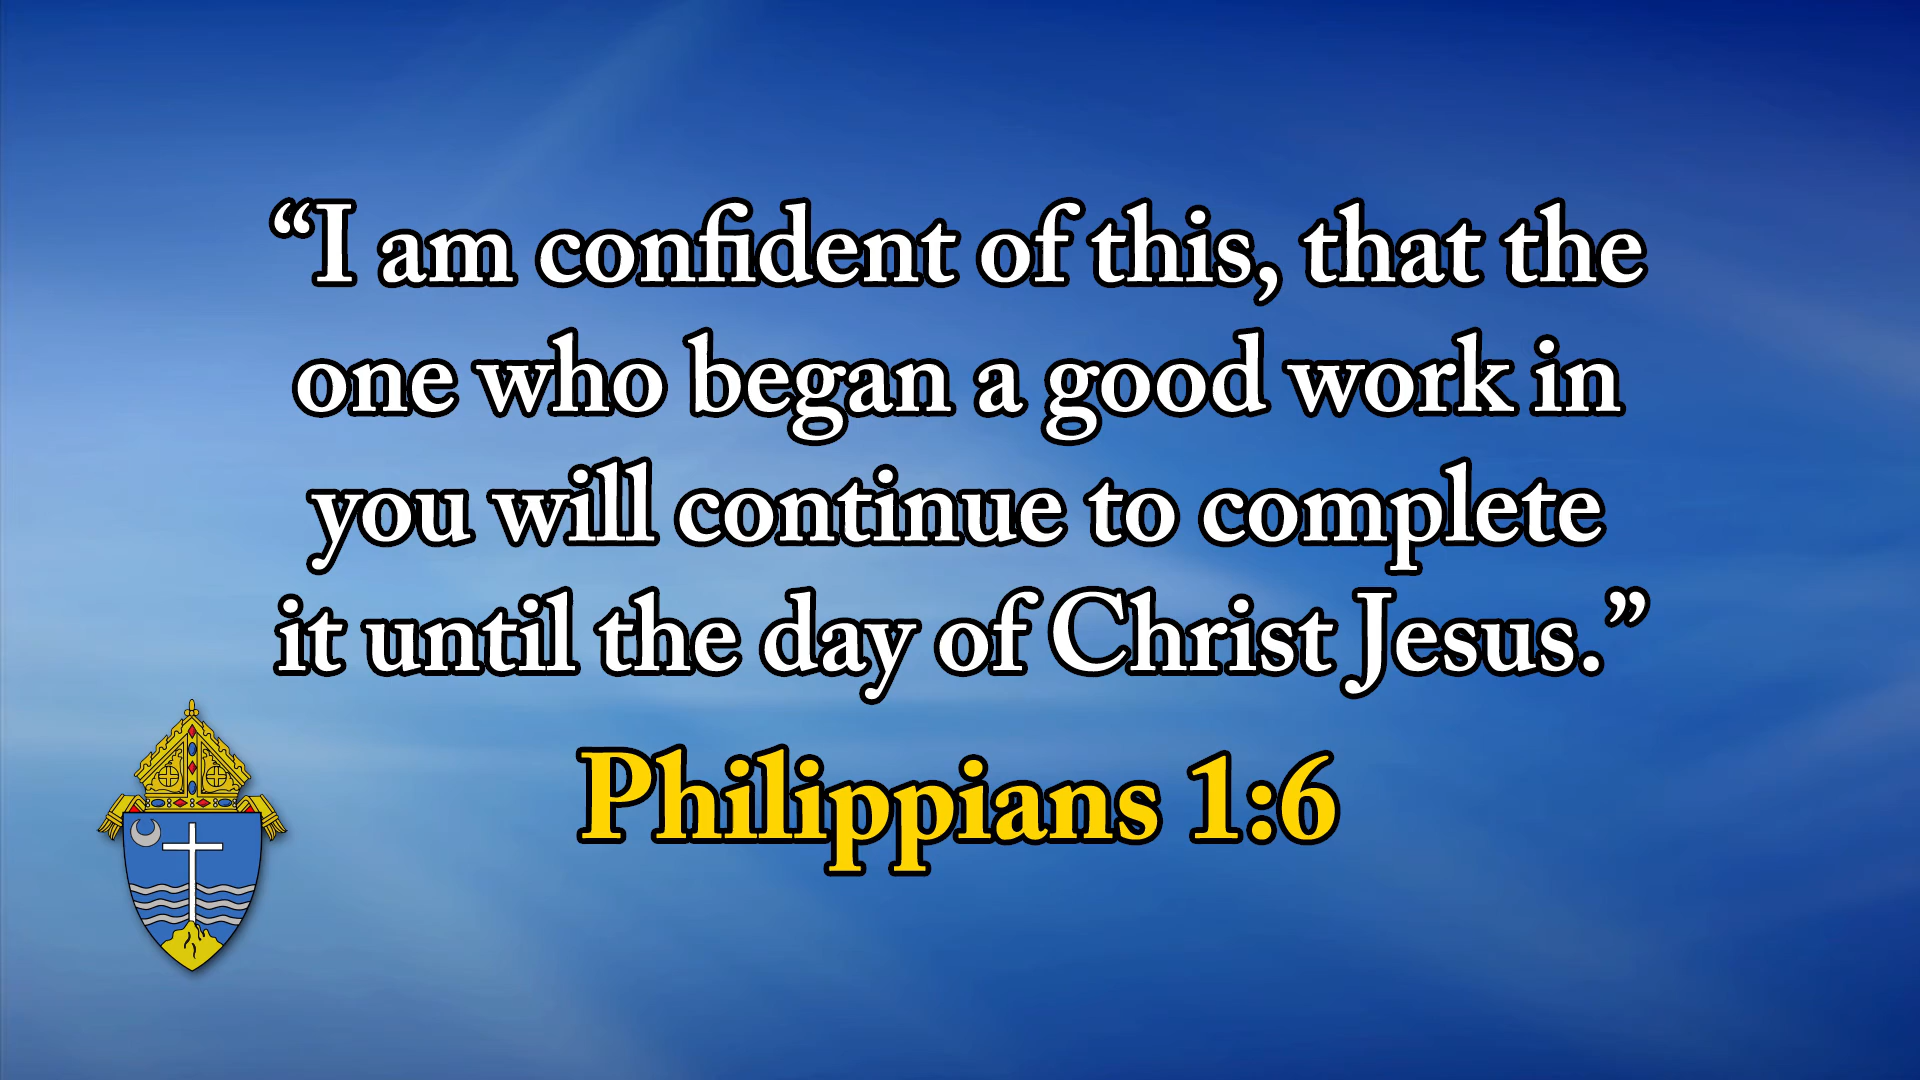 “I am confident of this, that the
one who began a good work in
you will continue to complete
it until the day of Christ Jesus.”
Philippians 1:6